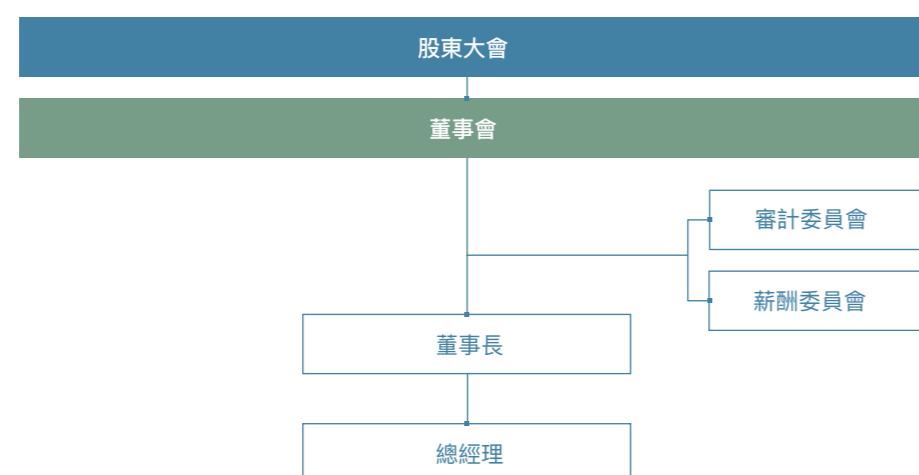 股東大會
董事會
審計委員會
薪酬委員會
董事長
總經理